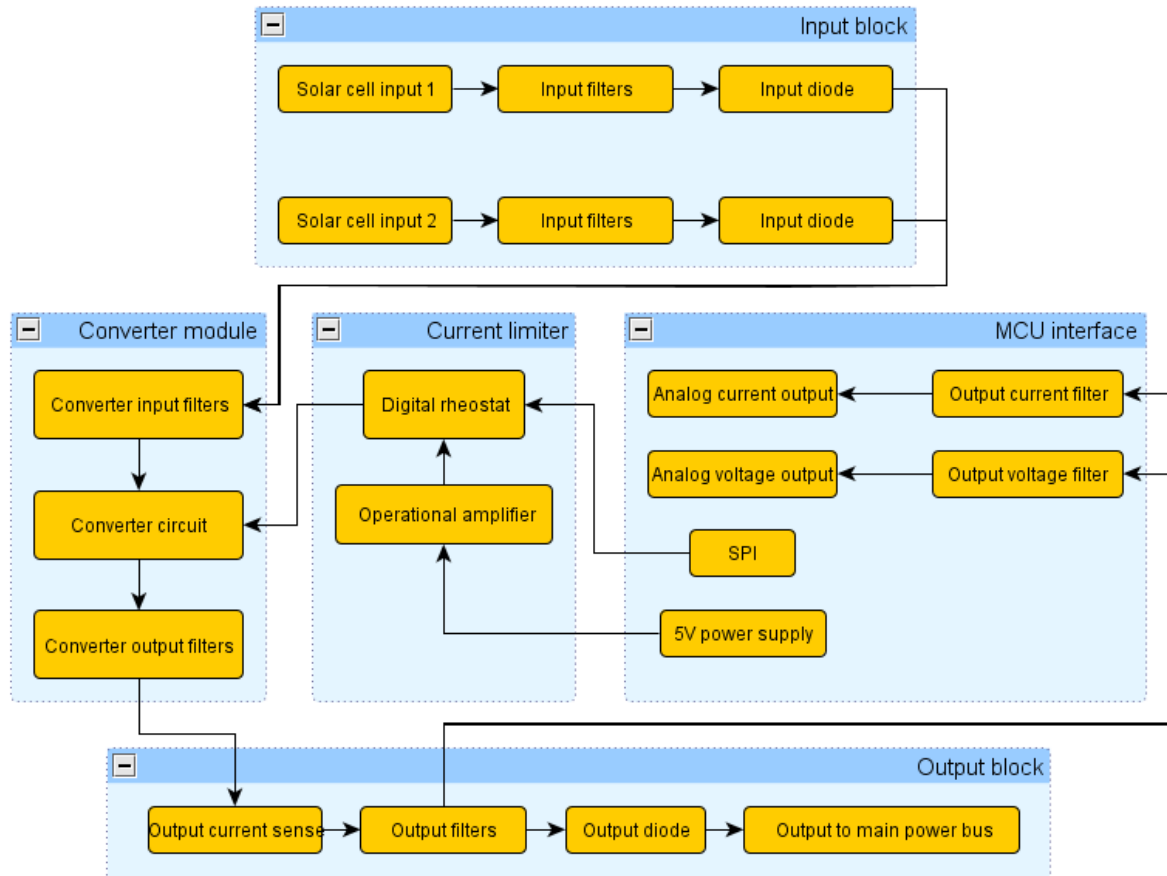 Input block
Solar cell input 1
Input filters
Input diode
Solar cell input 2
Input filters
Input diode
Converter module
Converter input filters
Converter circuit
Converter output filters
Current limiter
Digital rheostat
Operational amplifier
MCU interface
Analog current output
Output current filter
Analog voltage output
Output voltage filter
SPI
5V power supply
Output block
Output current sense
Output filters
Output diode
Output to main power bus